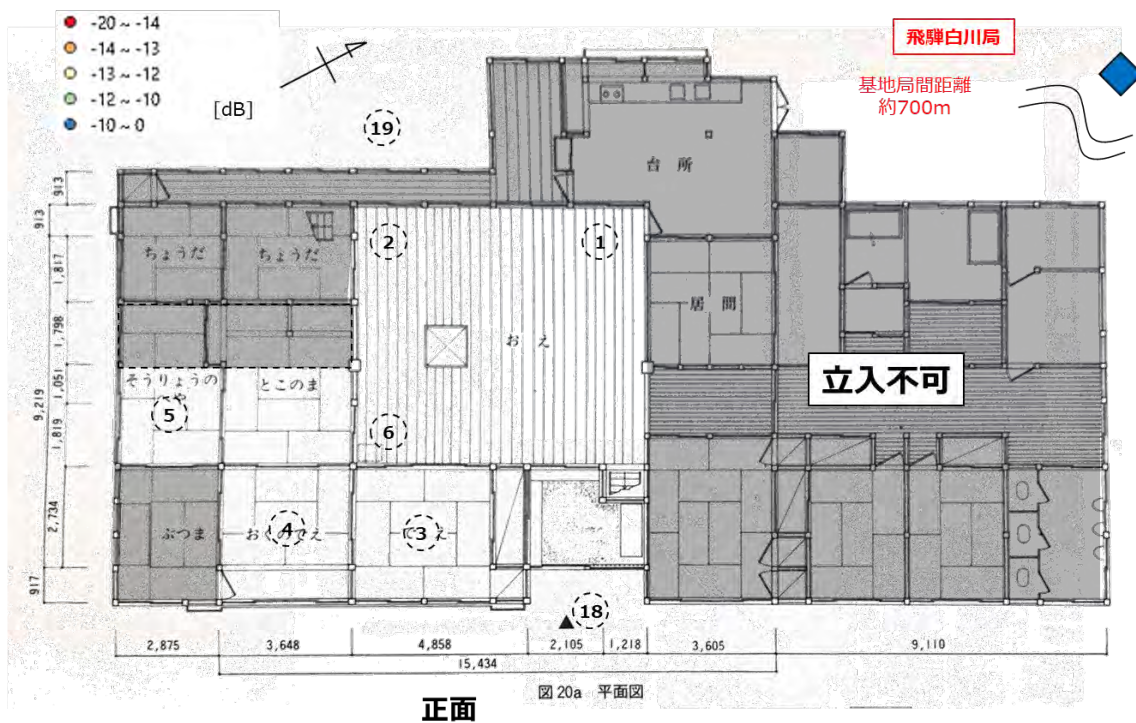 -20 ~ -14
-14 ~ -13
-13 ~ -12
-12 ~ -10
-10 ~ 0
[dB]
飛騨白川局
基地局間距離
約700m
19
台所
913
913
1,817
1,798
1,051
1,819
9,219
2,734
917
ちょうだ
ちょうだ
2
1
居間
おえ
立入不可
そうりょうの
とこのま
5
6
ぶつま
4
3
18
2,875
3,648
4,858
2,105
1,218
3,605
9,110
15,434
図20a 平面図
正面